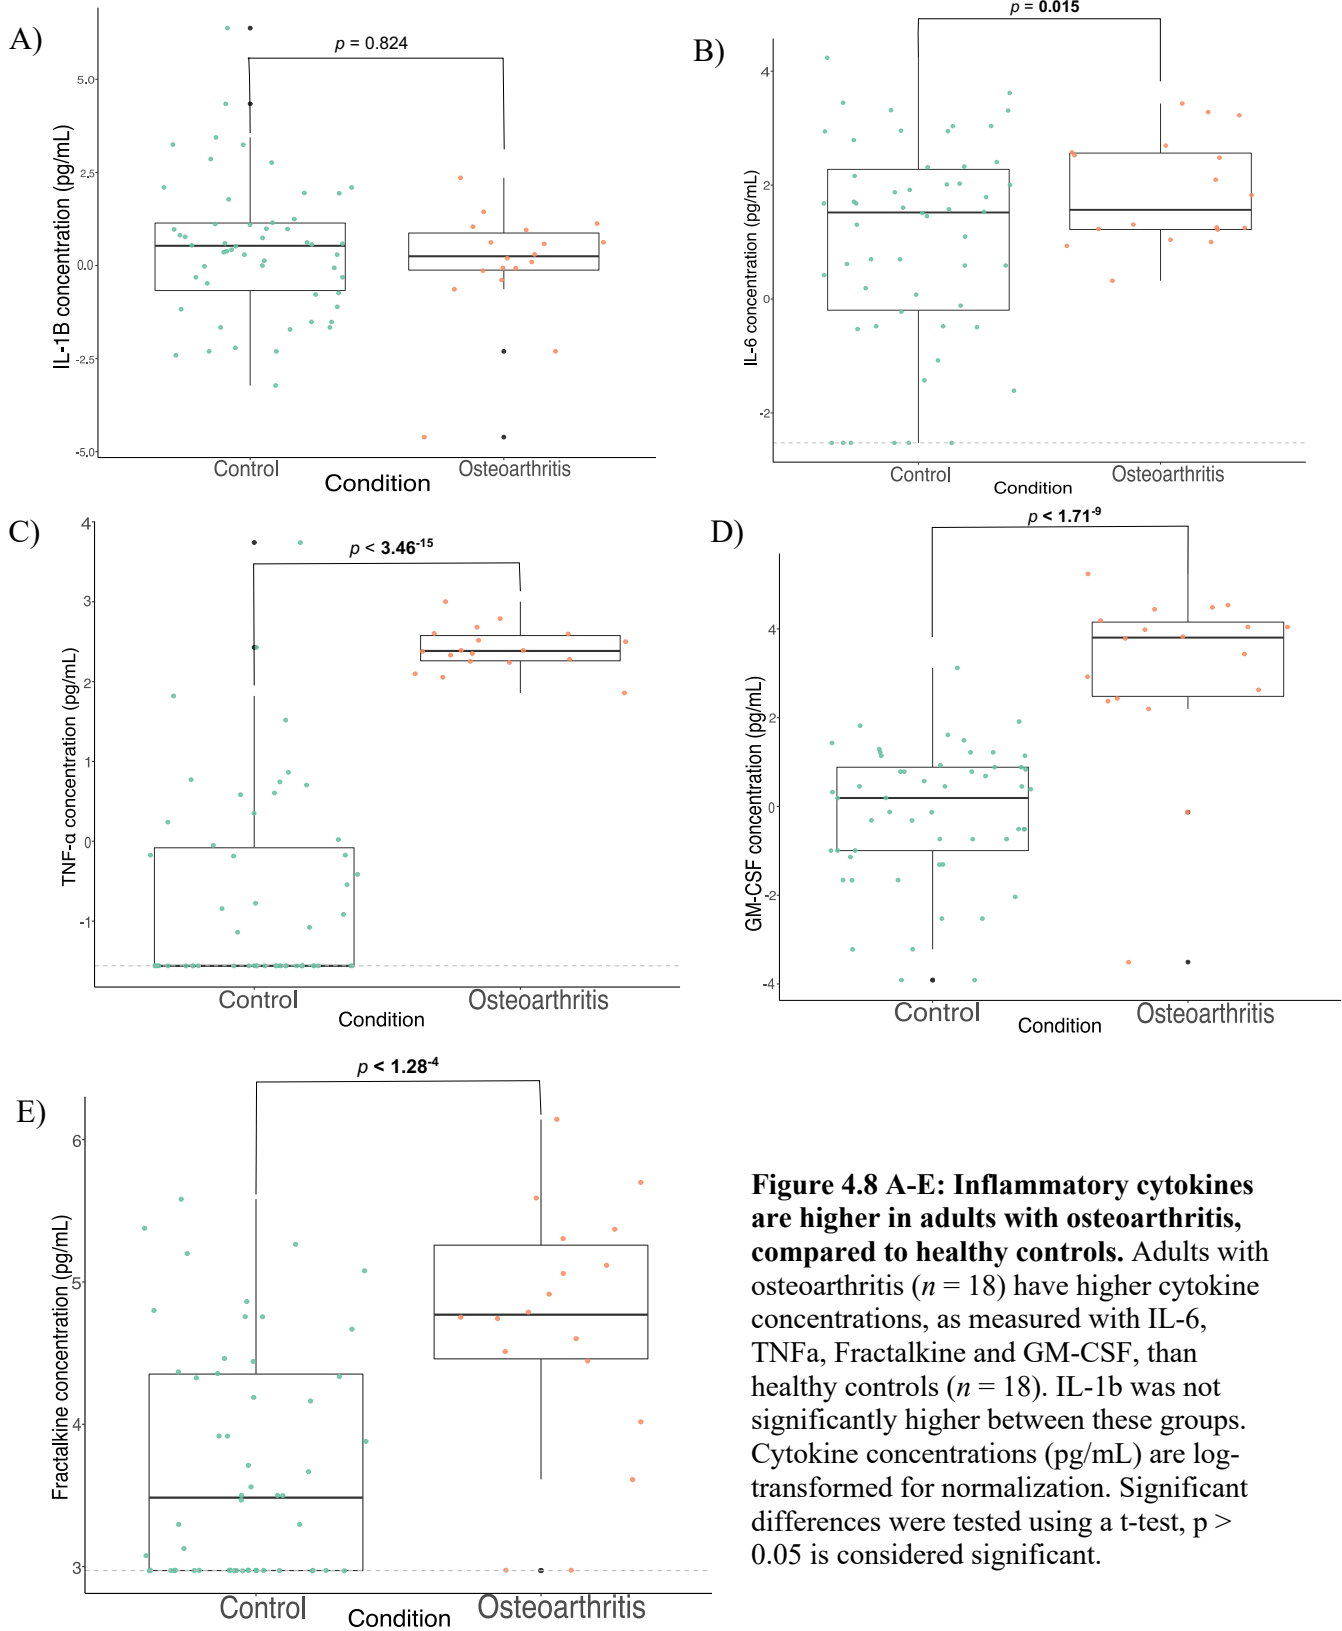 A)
p = 0.824
IL-1B concentration (pg/mL)
5.0
2.5
0.0
-2.5
-5.0
Control
Osteoarthritis
Condition
B)
p = 0.015
IL-6 concentration (pg/mL)
4
2
0
-2
Control
Osteoarthritis
Condition
C)
p < 3.46-15
TNF-α concentration (pg/mL)
4
3
2
1
0
-1
Control
Osteoarthritis
Condition
D)
p < 1.71-9
GM-CSF concentration (pg/mL)
4
2
0
-2
-4
Control
Osteoarthritis
Condition
E)
p < 1.28-4
Fractalkine concentration (pg/mL)
6
5
4
3
Control
Osteoarthritis
Condition
Figure 4.8 A-E: Inflammatory cytokines
are higher in adults with osteoarthritis,
compared to healthy controls. Adults with
osteoarthritis (n = 18) have higher cytokine
concentrations, as measured with IL-6,
TNFa, Fractalkine and GM-CSF, than
healthy controls (n = 18). IL-1b was not
significantly higher between these groups.
Cytokine concentrations (pg/mL) are log-
transformed for normalization. Significant
differences were tested using a t-test, p >
0.05 is considered significant.